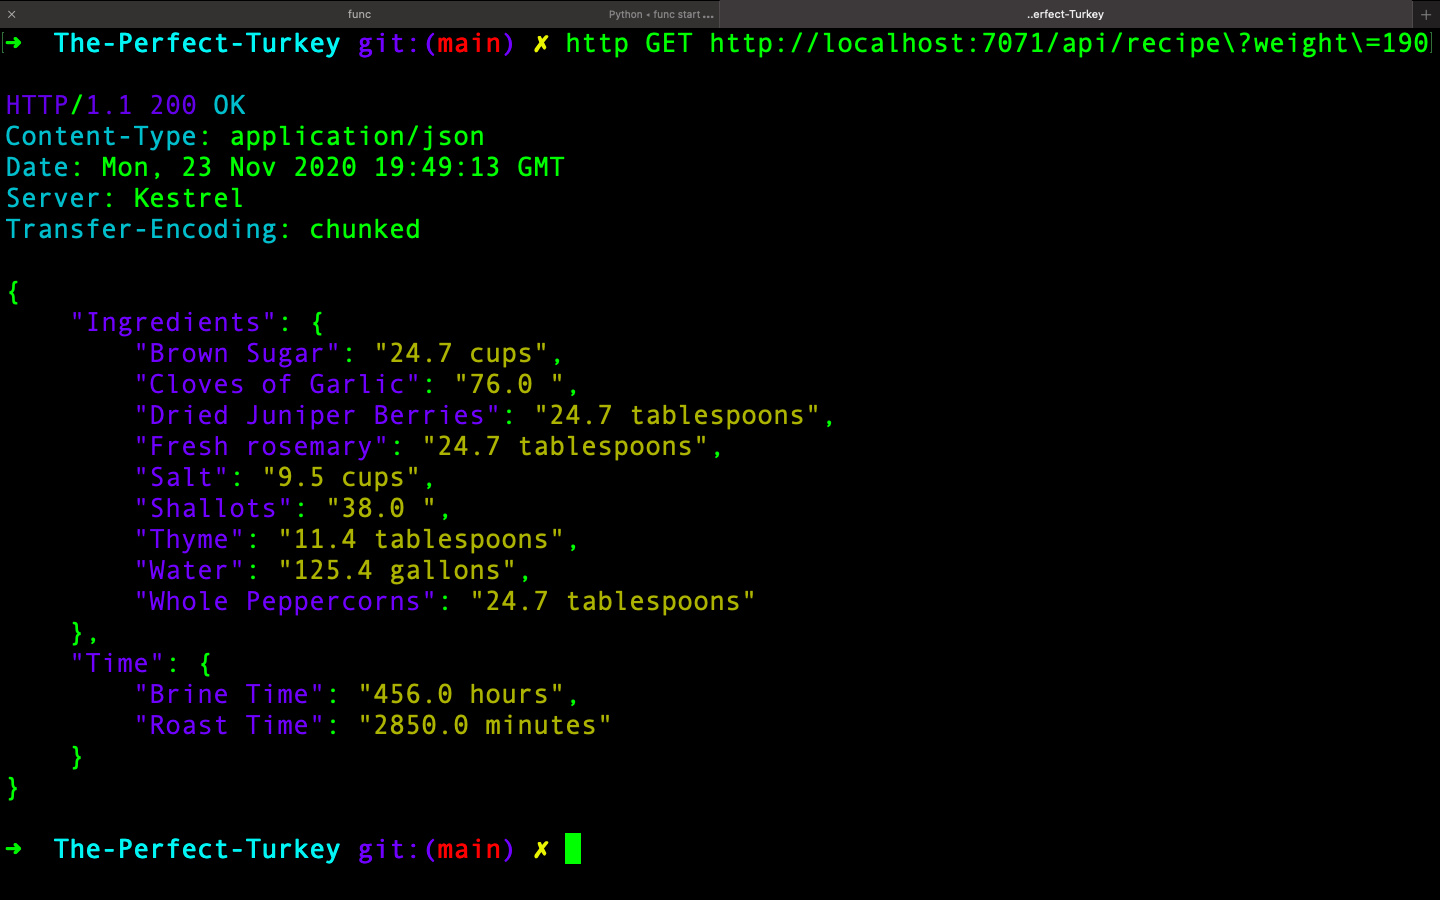 func Python • func start... ..erfect-Turkey
➜ The-Perfect-Turkey git:(main) ✗ http GET http://localhost:7071/api/recipe\?weight\=190
HTTP/1.1 200 OK
Content-Type: application/json
Date: Mon, 23 Nov 2020 19:49:13 GMT
Server: Kestrel
Transfer-Encoding: chunked
{
    "Ingredients": {
        "Brown Sugar": "24.7 cups",
        "Cloves of Garlic": "76.0 ",
        "Dried Juniper Berries": "24.7 tablespoons",
        "Fresh rosemary": "24.7 tablespoons",
        "Salt": "9.5 cups",
        "Shallots": "38.0 ",
        "Thyme": "11.4 tablespoons",
        "Water": "125.4 gallons",
        "Whole Peppercorns": "24.7 tablespoons"
    },
    "Time": {
        "Brine Time": "456.0 hours",
        "Roast Time": "2850.0 minutes"
    }
}
➜ The-Perfect-Turkey git:(main) ✗